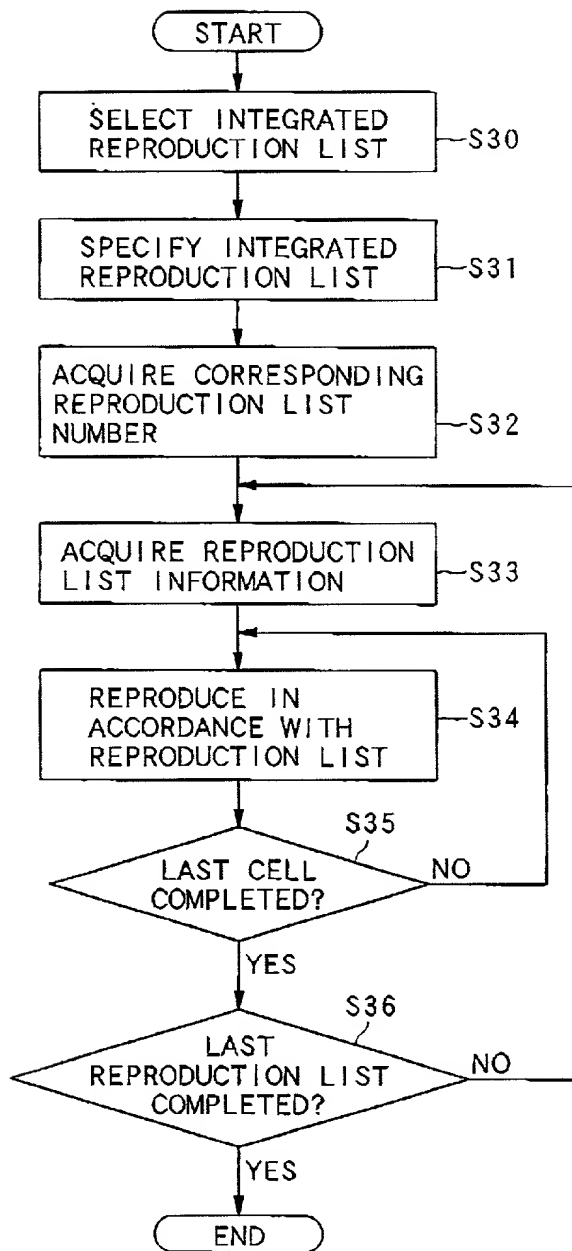 START
SELECT INTEGRATED
REPRODUCTION LIST
S30
SPECIFY INTEGRATED
REPRODUCTION LIST
S31
ACQUIRE CORRESPONDING
REPRODUCTION LIST
NUMBER
S32
ACQUIRE REPRODUCTION
LIST INFORMATION
S33
REPRODUCE IN
ACCORDANCE WITH
REPRODUCTION LIST
S34
S35
LAST CELL
COMPLETED?
NO
YES
S36
LAST
REPRODUCTION LIST
COMPLETED?
NO
YES
END